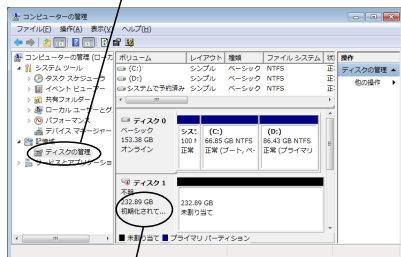 コンピューターの管理
ファイル(F) 操作(A) 表示(V) ヘルプ(H)
コンピューターの管理 (ローカ
システム ツール
タスク スケジューラ
イベント ビューアー
共有フォルダー
ローカル ユーザーとグ
パフォーマンス
デバイス マネージャー
記憶域
ディスクの管理
サービスとアプリケーショ
ボリューム レイアウト 種類 ファイル システム 状
(C:) シンプル ベーシック NTFS 正
(D:) シンプル ベーシック NTFS 正
システムで予約済み シンプル ベーシック NTFS 正
操作
ディスクの管理
他の操作
ディスク 0
ベーシック
153.38 GB
オンライン
シス
100
正常
(C:)
66.85 GB NTFS
正常 (ブート, ペー
(D:)
86.43 GB NTFS
正常 (プライマリ
ディスク 1
不明
232.89 GB
初期化されて...
232.89 GB
未割り当て
未割り当て プライマリ パーティション